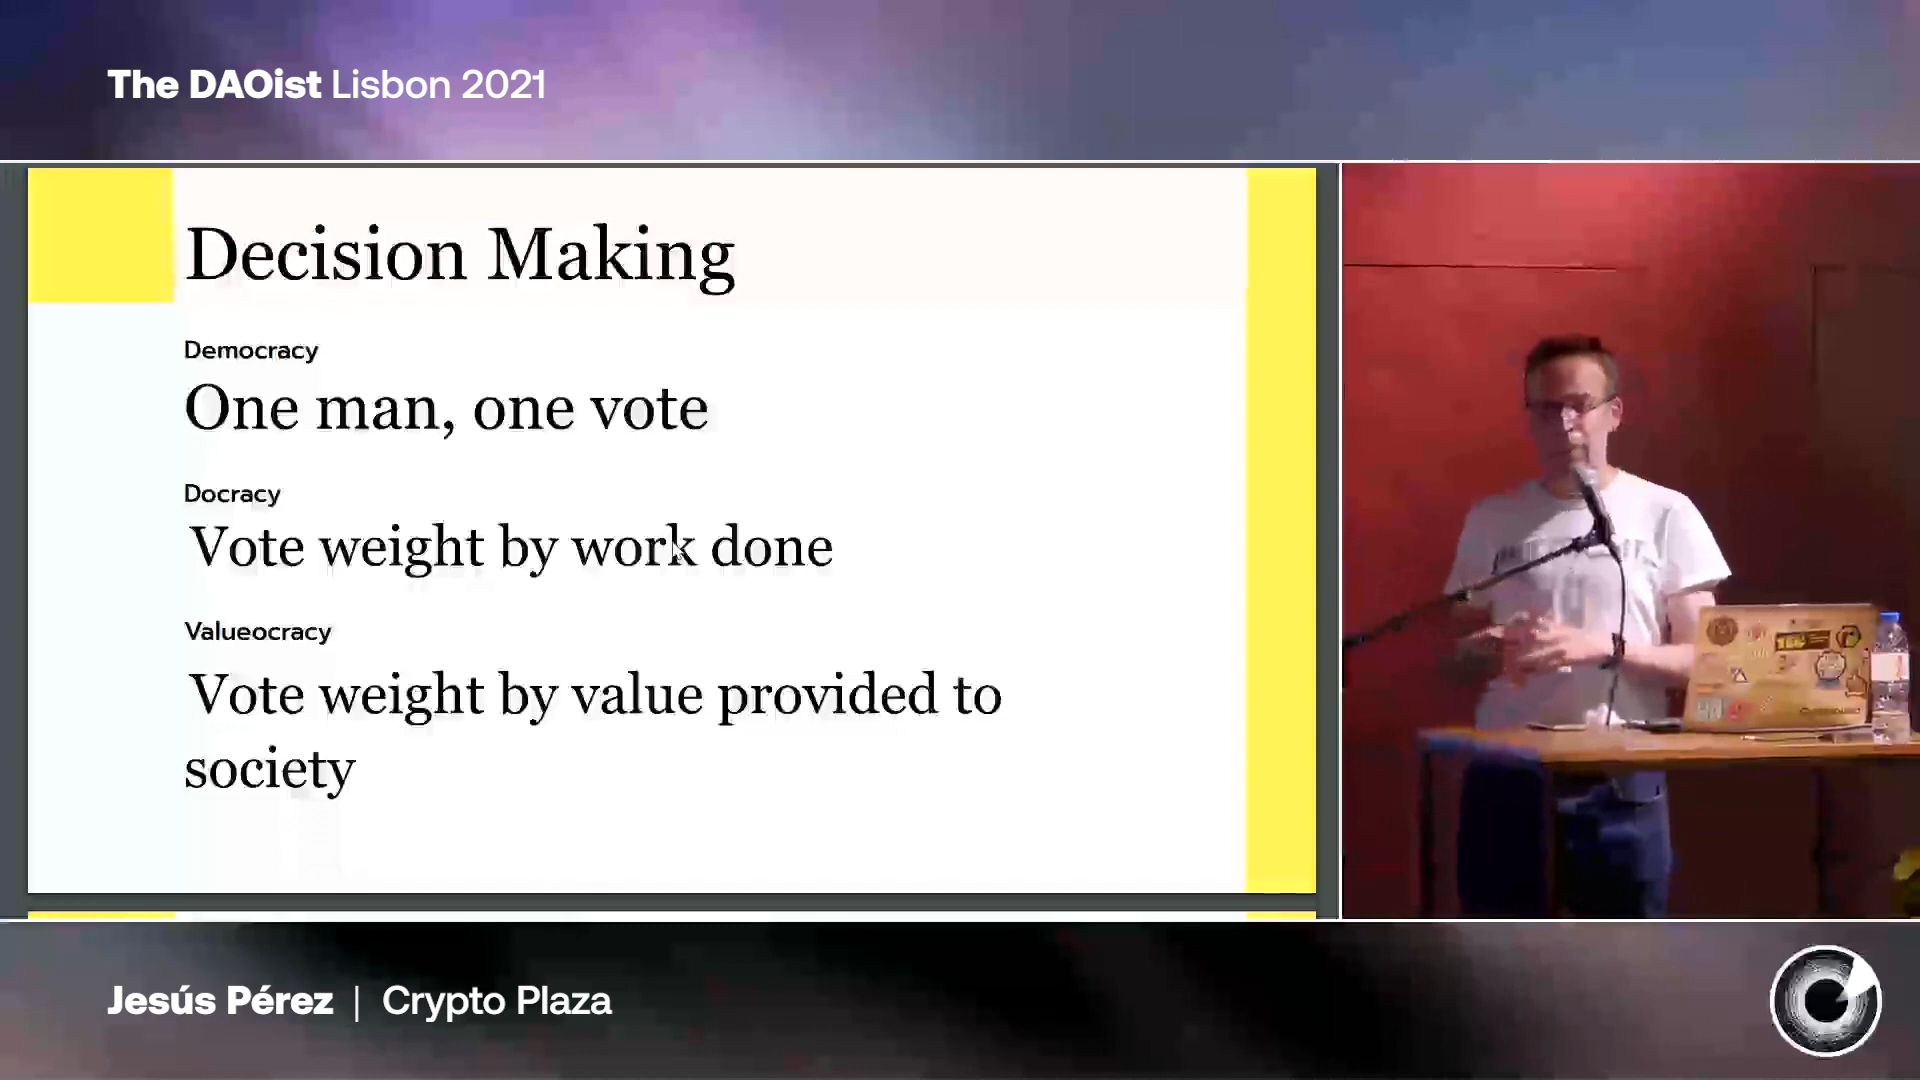 The DAOist Lisbon 2021
Decision Making
Democracy
One man, one vote
Docracy
Vote weight by work done
Valueocracy
Vote weight by value provided to
society
Jesús Pérez | Crypto Plaza